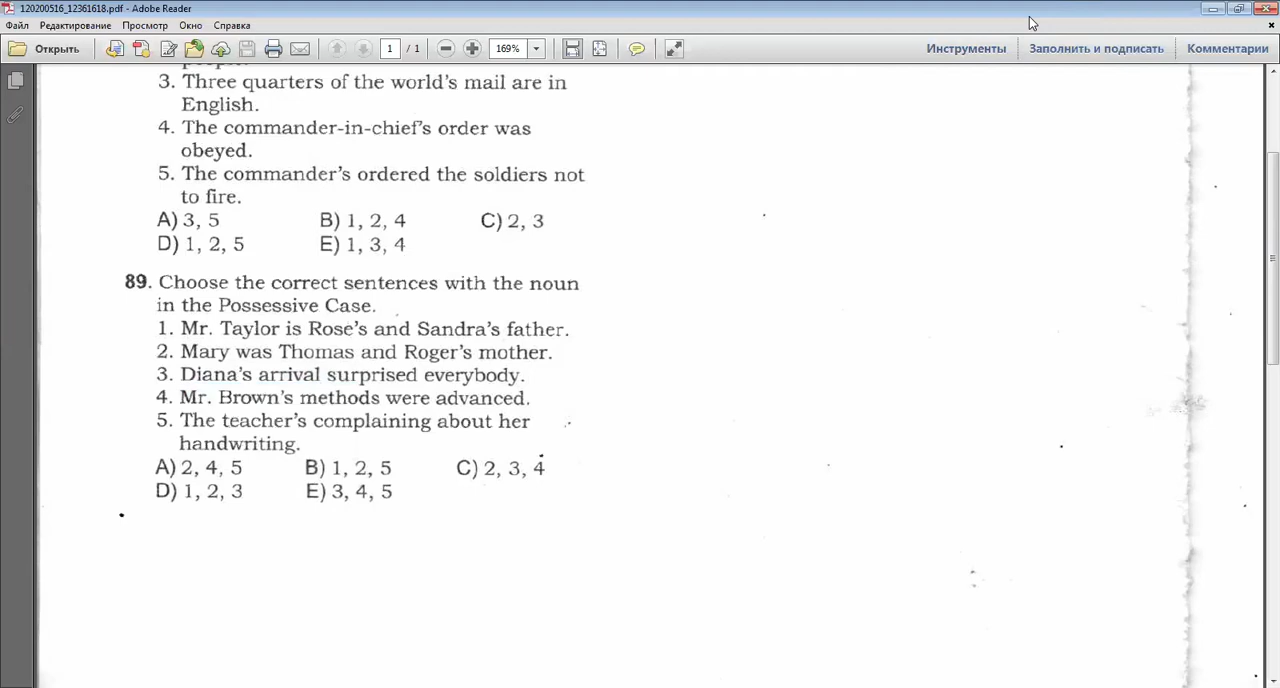 120200516_12361618.pdf - Adobe Reader
Файл Редактирование Просмотр Окно Справка
Открыть 1 / 1 169% Инструменты Заполнить и подписать Комментарии
3. Three quarters of the world's mail are in
English.
4. The commander-in-chief's order was
obeyed.
5. The commander's ordered the soldiers not
to fire.
A) 3, 5 B) 1, 2, 4 C) 2, 3
D) 1, 2, 5 E) 1, 3, 4
89. Choose the correct sentences with the noun
in the Possessive Case.
1. Mr. Taylor is Rose's and Sandra's father.
2. Mary was Thomas and Roger's mother.
3. Diana's arrival surprised everybody.
4. Mr. Brown's methods were advanced.
5. The teacher's complaining about her
handwriting.
A) 2, 4, 5 B) 1, 2, 5 C) 2, 3, 4
D) 1, 2, 3 E) 3, 4, 5